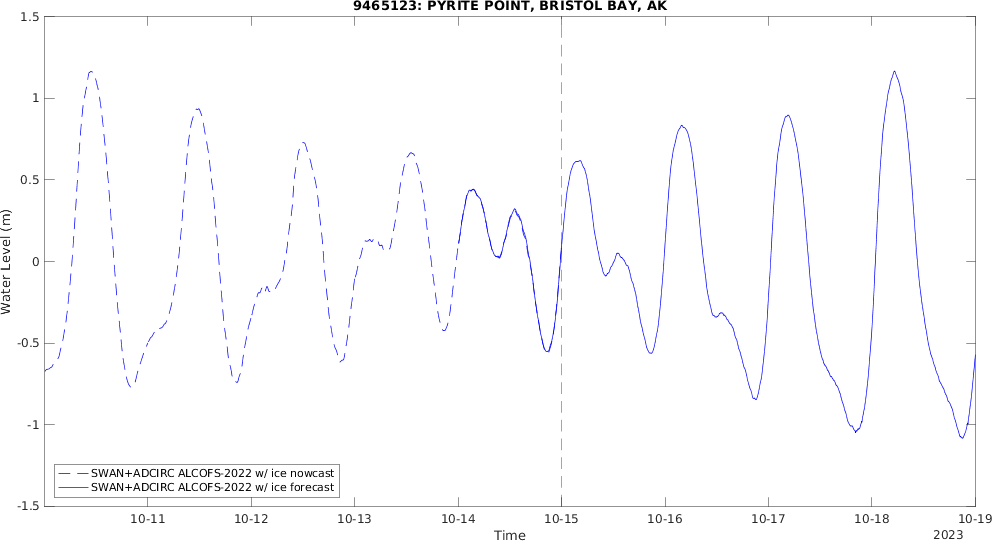 9465123: PYRITE POINT, BRISTOL BAY, AK
1.5
1
0.5
0
-0.5
-1
-1.5
Water Level (m)
SWAN+ADCIRC ALCOFS-2022 w/ ice nowcast
SWAN+ADCIRC ALCOFS-2022 w/ ice forecast
10-11 10-12 10-13 10-14 10-15 10-16 10-17 10-18 10-19
Time
2023